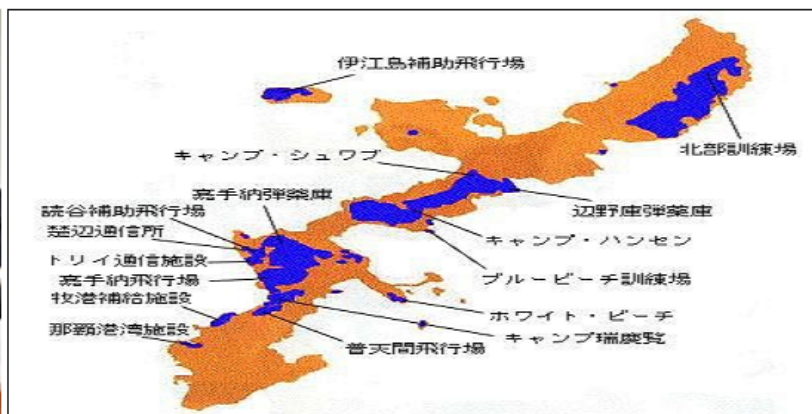 伊江島補助飛行場
北部訓練場
キャンプ・シュワブ
嘉手納弾薬庫
辺野古弾薬庫
読谷補助飛行場
楚辺通信所
キャンプ・ハンセン
トリイ通信施設
嘉手納飛行場
ブルービーチ訓練場
牧港補給施設
ホワイト・ビーチ
那覇港湾施設
普天間飛行場
キャンプ瑞慶覧